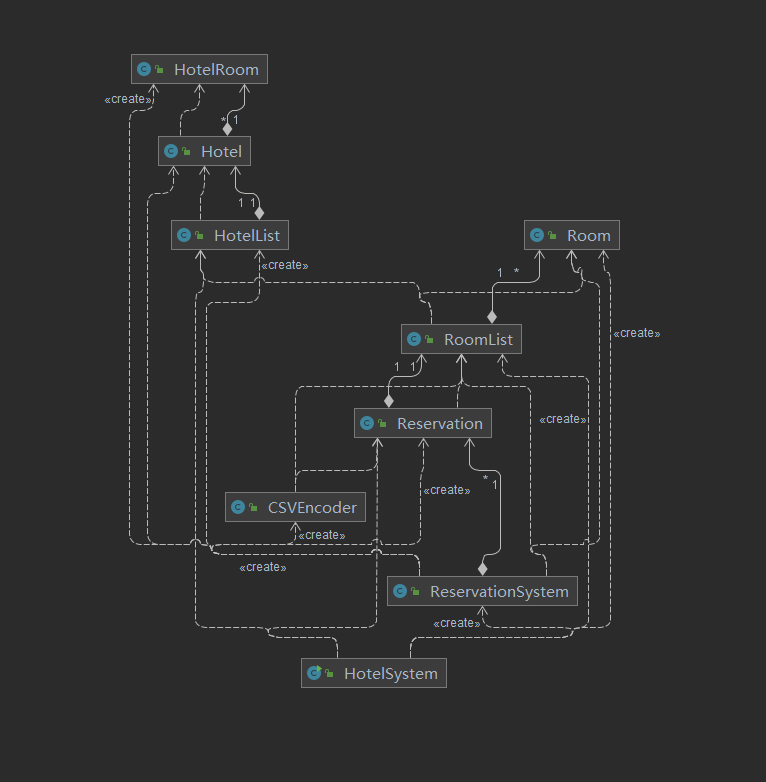 HotelRoom
«create»
* 1
Hotel
1 1
HotelList
Room
«create»
1 *
«create»
RoomList
1 1
«create»
Reservation
* 1
«create»
CSVEncoder
«create»
«create»
ReservationSystem
«create»
HotelSystem